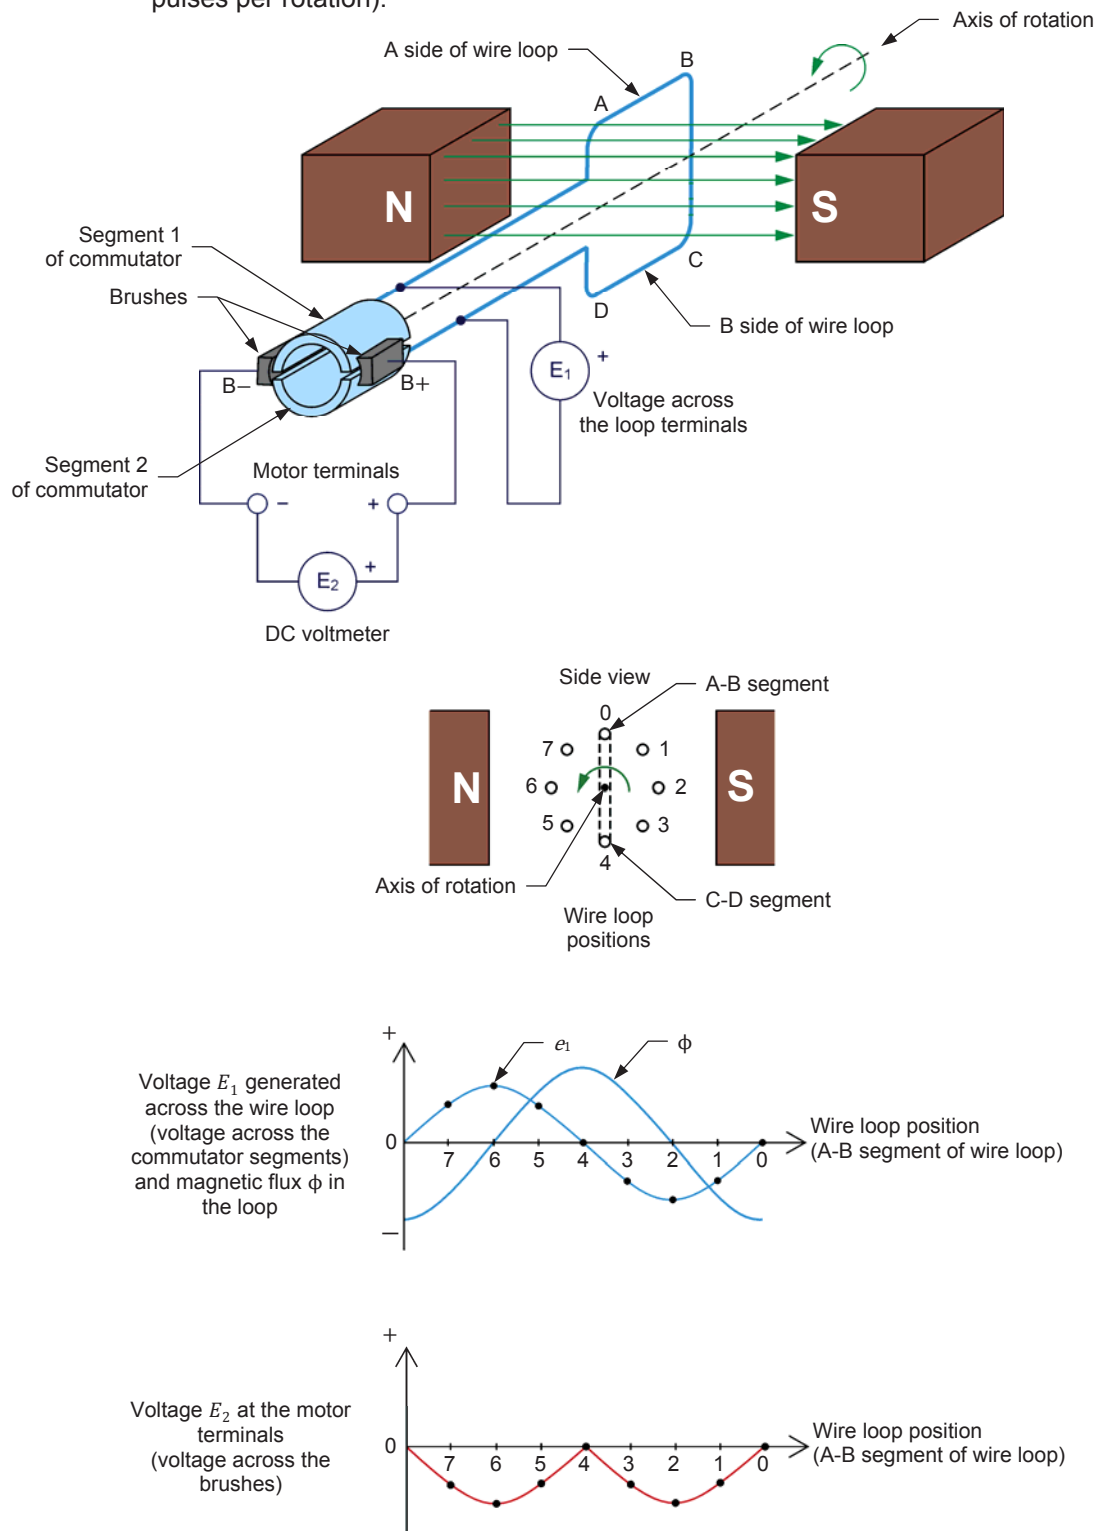 pulses per rotation).
Axis of rotation
A side of wire loop
B
A
N
S
Segment 1
of commutator
C
Brushes
D
B side of wire loop
E1
+
B−
B+
Voltage across
the loop terminals
Segment 2
of commutator
Motor terminals
−
+
E2
+
DC voltmeter
Side view
A-B segment
0
7
1
N
6
2
S
5
3
4
Axis of rotation
C-D segment
Wire loop
positions
+
e1
ϕ
Voltage E1 generated
across the wire loop
(voltage across the
commutator segments)
and magnetic flux ϕ in
the loop
0
7 6 5 4 3 2 1 0
Wire loop position
(A-B segment of wire loop)
−
+
Voltage E2 at the motor
terminals
(voltage across the
brushes)
0
7 6 5 4 3 2 1 0
Wire loop position
(A-B segment of wire loop)